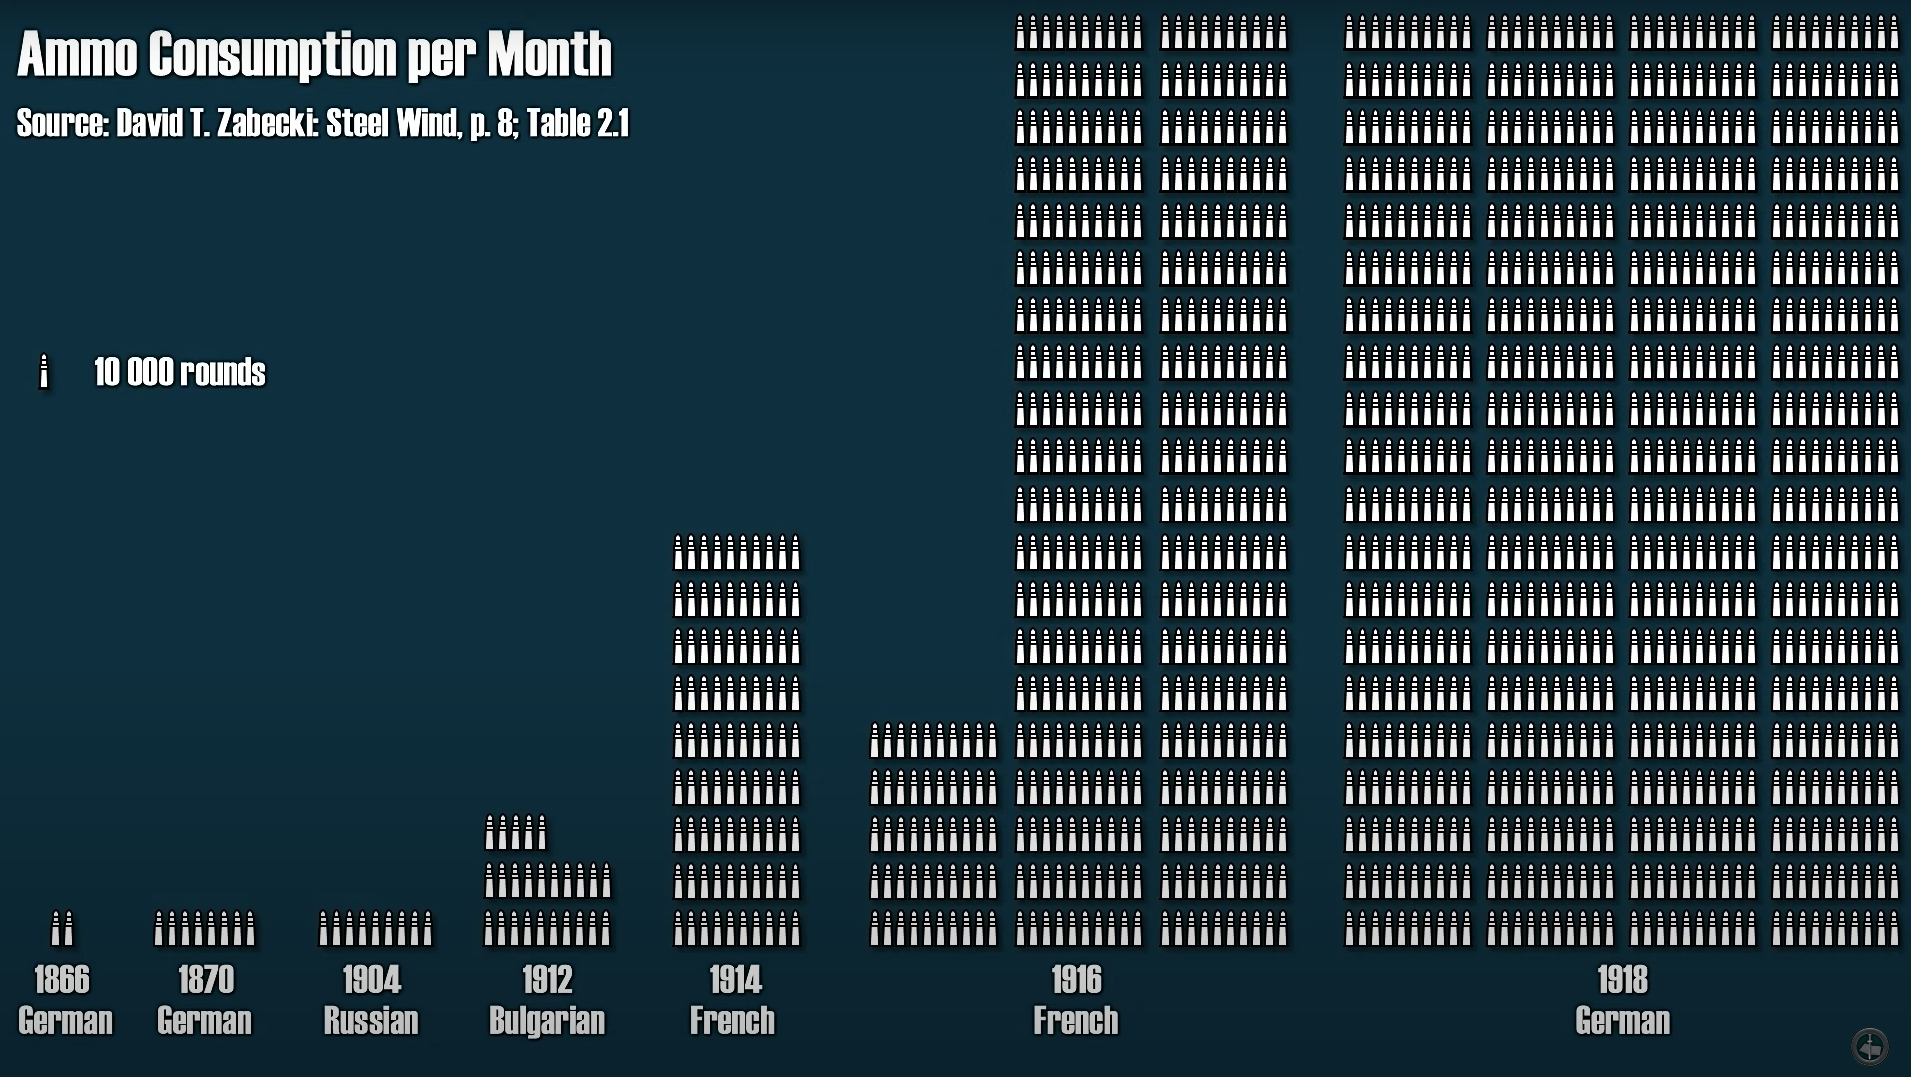 Ammo Consumption per Month
Source: David T. Zabecki: Steel Wind, p. 8; Table 2.1
10 000 rounds
1866
German
1870
German
1904
Russian
1912
Bulgarian
1914
French
1916
French
1918
German